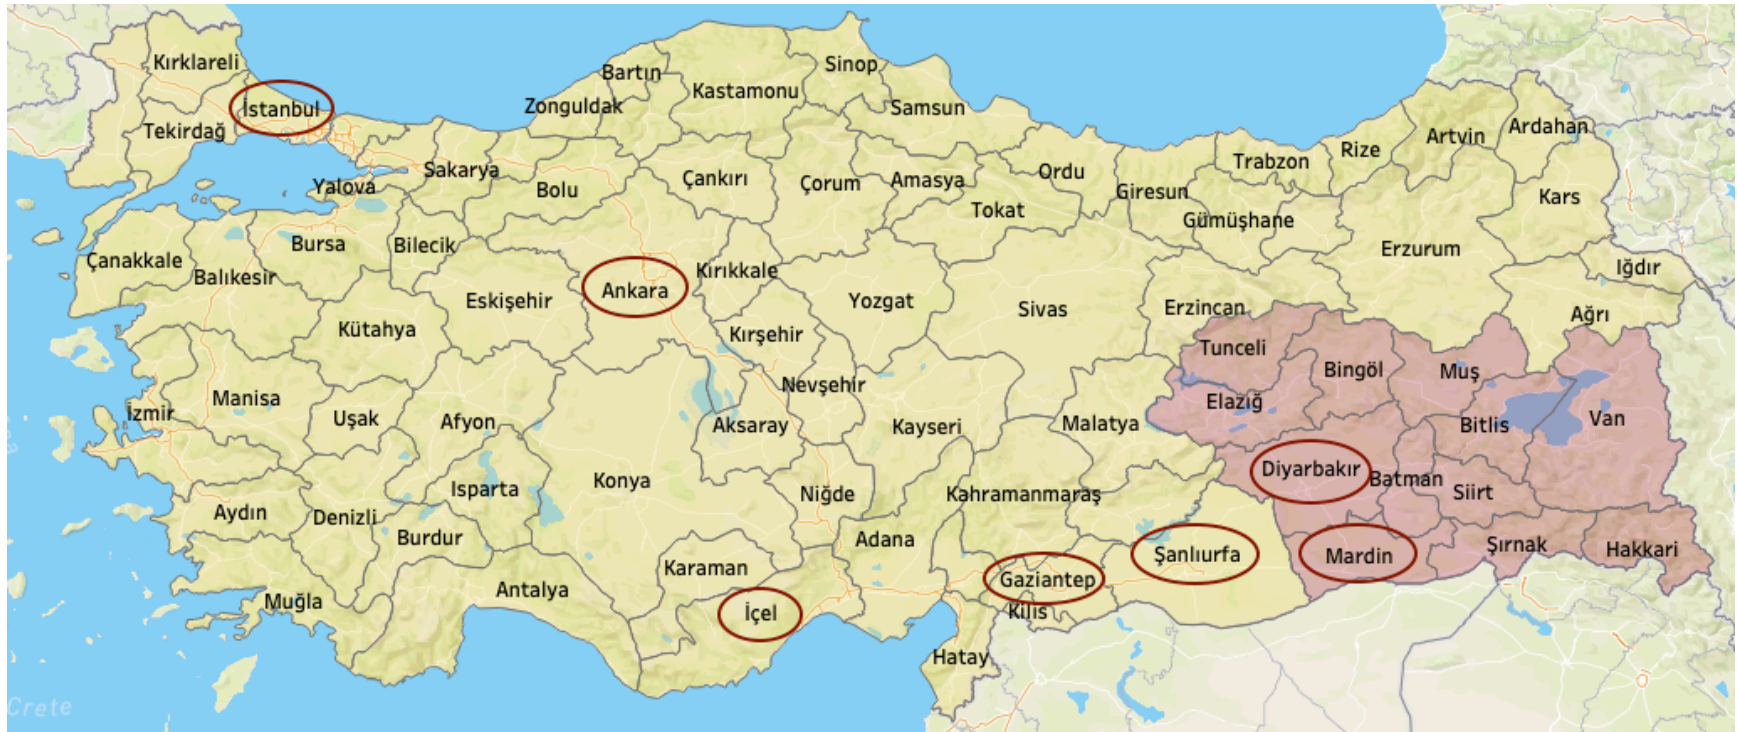 Kırklareli
İstanbul
Tekirdağ
Bartın
Zonguldak
Kastamonu
Sinop
Samsun
Sakarya
Yalova
Bolu
Çankırı
Çorum
Amasya
Ordu
Tokat
Giresun
Trabzon
Gümüşhane
Rize
Artvin
Ardahan
Kars
Çanakkale
Balıkesir
Bursa
Bilecik
Eskişehir
Ankara
Kırıkkale
Yozgat
Sivas
Erzincan
Erzurum
Iğdır
Ağrı
Kütahya
Kırşehir
Nevşehir
Tunceli
Bingöl
Muş
Elazığ
Bitlis
Van
İzmir
Manisa
Uşak
Afyon
Aksaray
Kayseri
Malatya
Diyarbakır
Batman
Siirt
Konya
Isparta
Niğde
Kahramanmaraş
Aydın
Denizli
Burdur
Adana
Karaman
Gaziantep
Şanlıurfa
Mardin
Şırnak
Hakkari
Muğla
Antalya
İçel
Kilis
Hatay
Crete